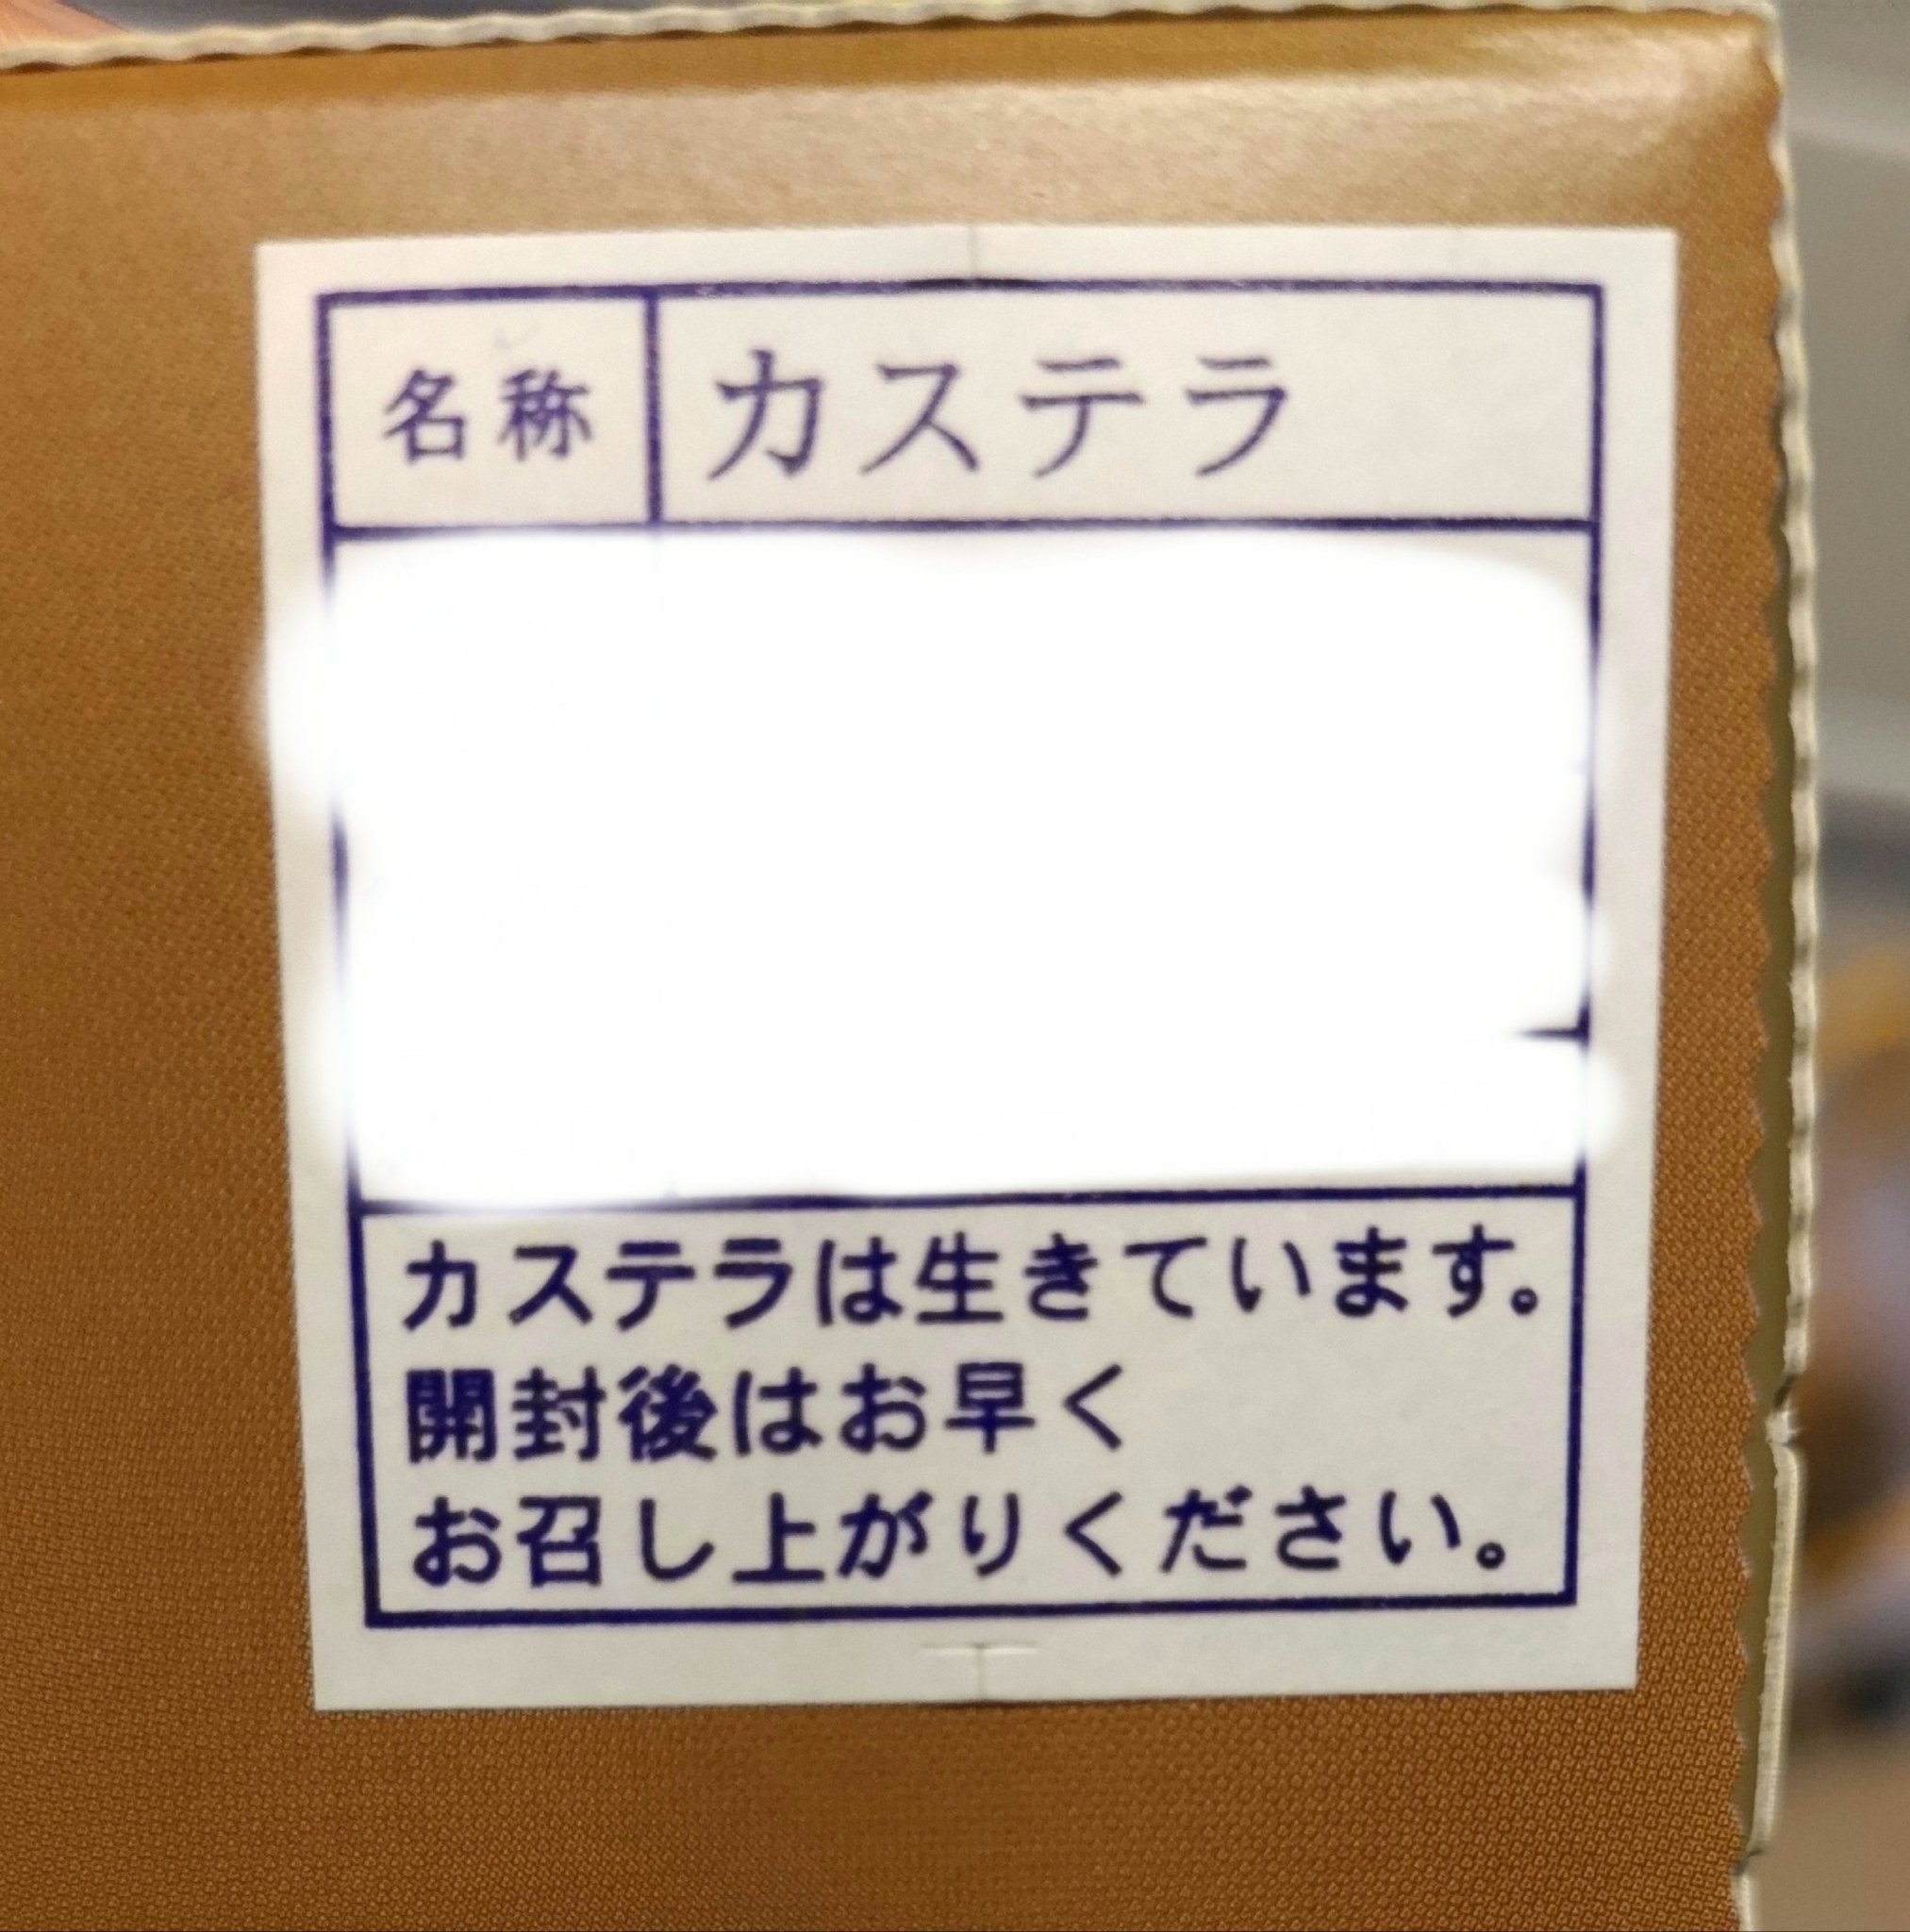 名称 カステラ
カステラは生きています。
開封後はお早く
お召し上がりください。